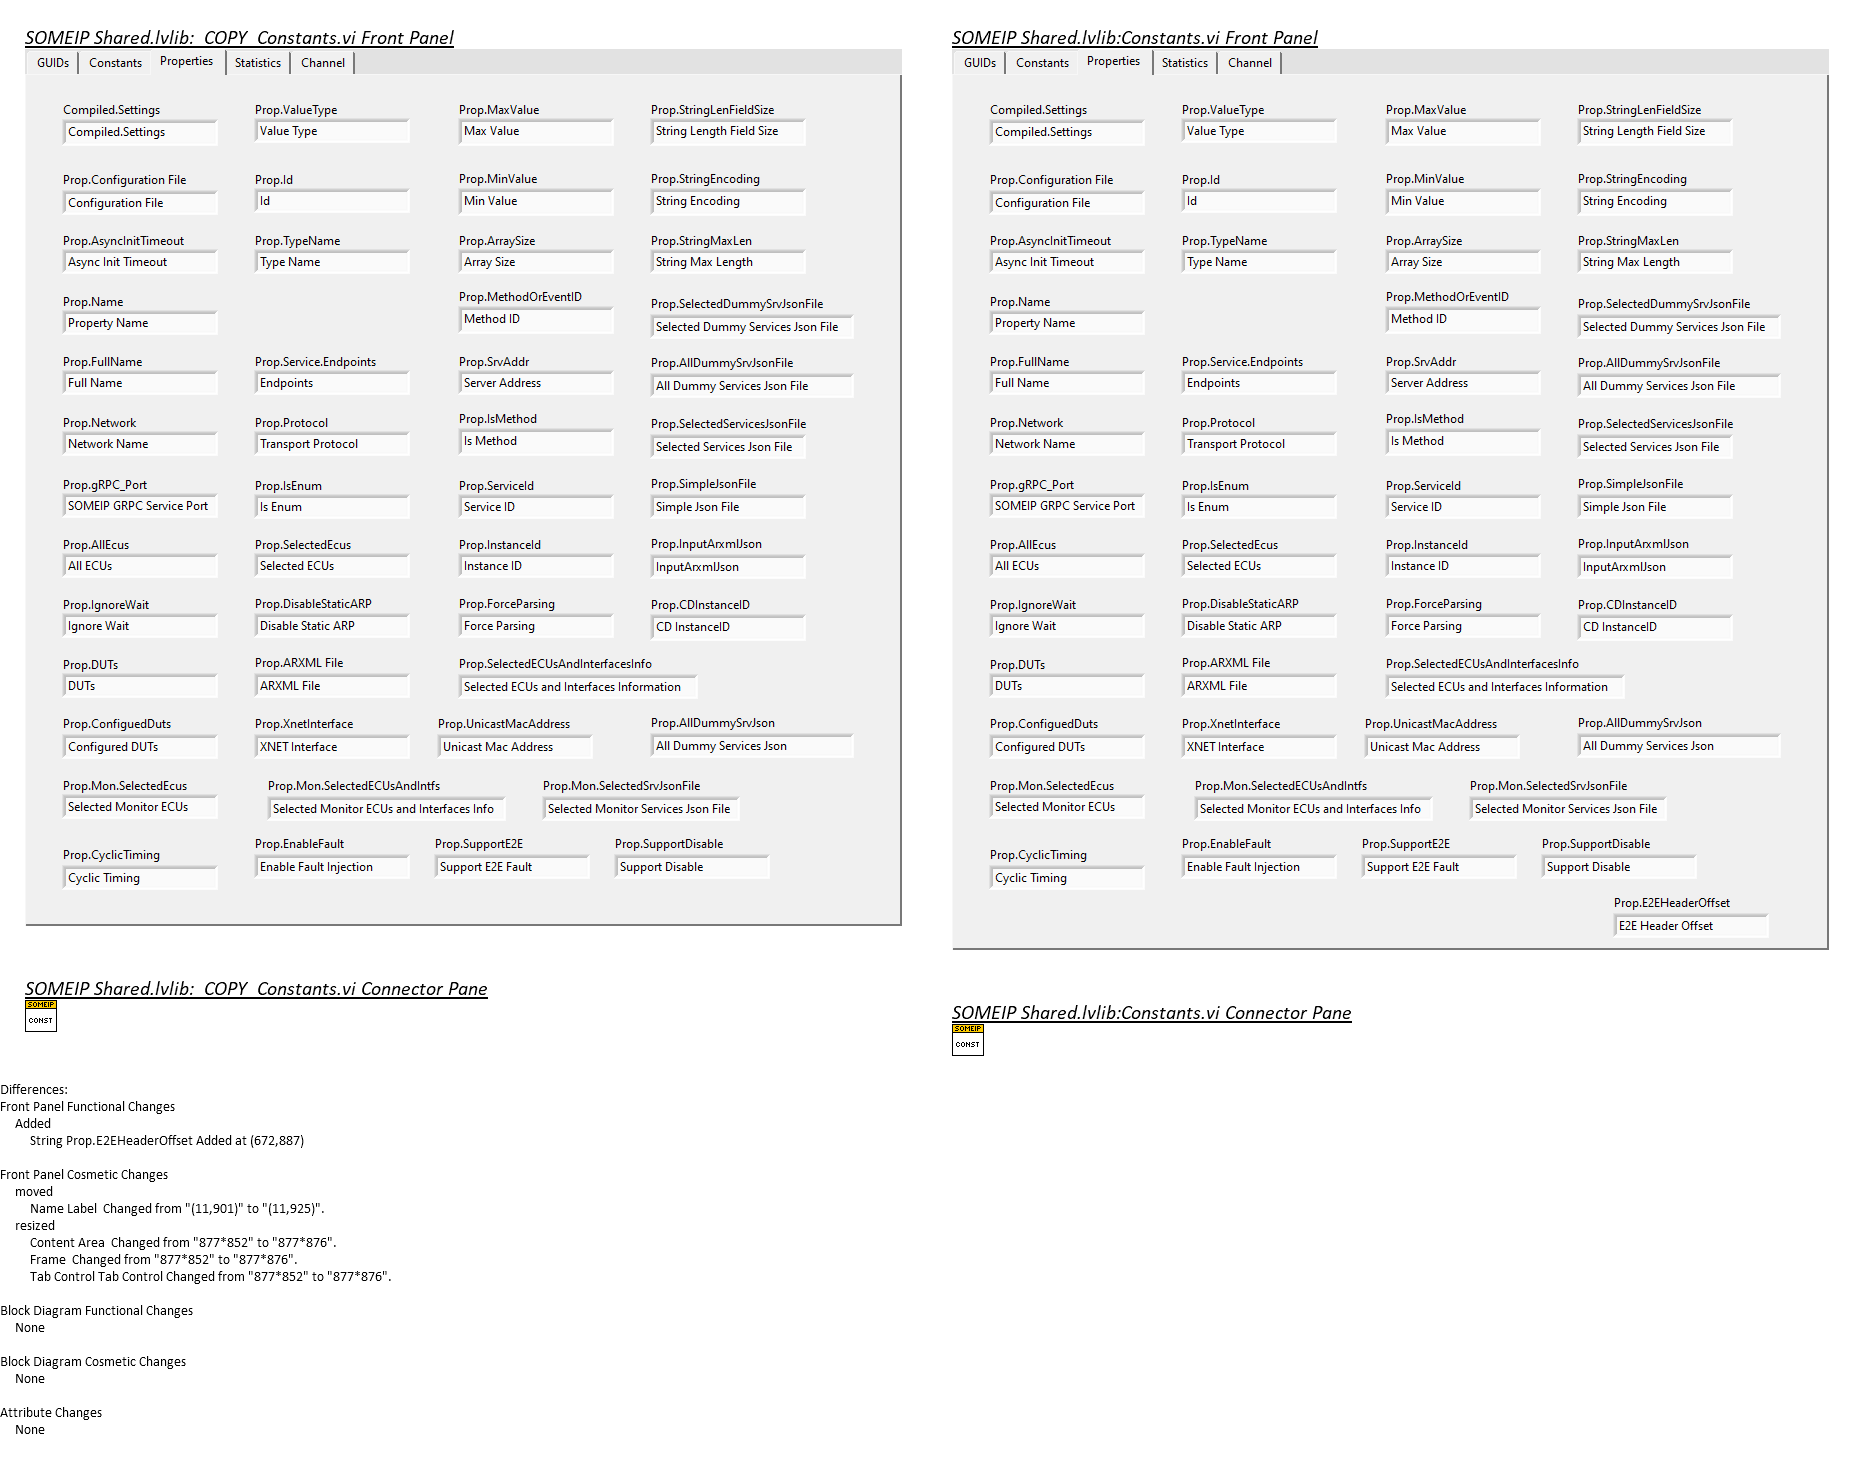 SOMEIP Shared.lvlib:  COPY  Constants.vi Front Panel
GUIDs Constants Properties Statistics Channel
Compiled.Settings Prop.ValueType Prop.MaxValue Prop.StringLenFieldSize
Compiled.Settings Value Type Max Value String Length Field Size
Prop.Configuration File Prop.Id Prop.MinValue Prop.StringEncoding
Configuration File Id Min Value String Encoding
Prop.AsyncInitTimeout Prop.TypeName Prop.ArraySize Prop.StringMaxLen
Async Init Timeout Type Name Array Size String Max Length
Prop.Name Prop.MethodOrEventID Prop.SelectedDummySrvJsonFile
Property Name Method ID Selected Dummy Services Json File
Prop.FullName Prop.Service.Endpoints Prop.SrvAddr Prop.AllDummySrvJsonFile
Full Name Endpoints Server Address All Dummy Services Json File
Prop.Network Prop.Protocol Prop.IsMethod Prop.SelectedServicesJsonFile
Network Name Transport Protocol Is Method Selected Services Json File
Prop.gRPC_Port Prop.IsEnum Prop.ServiceId Prop.SimpleJsonFile
SOMEIP GRPC Service Port Is Enum Service ID Simple Json File
Prop.AllEcus Prop.SelectedEcus Prop.InstanceId Prop.InputArxmlJson
All ECUs Selected ECUs Instance ID InputArxmlJson
Prop.IgnoreWait Prop.DisableStaticARP Prop.ForceParsing Prop.CDInstanceID
Ignore Wait Disable Static ARP Force Parsing CD InstanceID
Prop.DUTs Prop.ARXML File Prop.SelectedECUsAndInterfacesInfo
DUTs ARXML File Selected ECUs and Interfaces Information
Prop.ConfiguedDuts Prop.XnetInterface Prop.UnicastMacAddress Prop.AllDummySrvJson
Configured DUTs XNET Interface Unicast Mac Address All Dummy Services Json
Prop.Mon.SelectedEcus Prop.Mon.SelectedECUsAndIntfs Prop.Mon.SelectedSrvJsonFile
Selected Monitor ECUs Selected Monitor ECUs and Interfaces Info Selected Monitor Services Json File
Prop.CyclicTiming Prop.EnableFault Prop.SupportE2E Prop.SupportDisable
Cyclic Timing Enable Fault Injection Support E2E Fault Support Disable
SOMEIP Shared.lvlib:  COPY  Constants.vi Connector Pane
SOMEIP
CONST
SOMEIP Shared.lvlib:Constants.vi Front Panel
GUIDs Constants Properties Statistics Channel
Compiled.Settings Prop.ValueType Prop.MaxValue Prop.StringLenFieldSize
Compiled.Settings Value Type Max Value String Length Field Size
Prop.Configuration File Prop.Id Prop.MinValue Prop.StringEncoding
Configuration File Id Min Value String Encoding
Prop.AsyncInitTimeout Prop.TypeName Prop.ArraySize Prop.StringMaxLen
Async Init Timeout Type Name Array Size String Max Length
Prop.Name Prop.MethodOrEventID Prop.SelectedDummySrvJsonFile
Property Name Method ID Selected Dummy Services Json File
Prop.FullName Prop.Service.Endpoints Prop.SrvAddr Prop.AllDummySrvJsonFile
Full Name Endpoints Server Address All Dummy Services Json File
Prop.Network Prop.Protocol Prop.IsMethod Prop.SelectedServicesJsonFile
Network Name Transport Protocol Is Method Selected Services Json File
Prop.gRPC_Port Prop.IsEnum Prop.ServiceId Prop.SimpleJsonFile
SOMEIP GRPC Service Port Is Enum Service ID Simple Json File
Prop.AllEcus Prop.SelectedEcus Prop.InstanceId Prop.InputArxmlJson
All ECUs Selected ECUs Instance ID InputArxmlJson
Prop.IgnoreWait Prop.DisableStaticARP Prop.ForceParsing Prop.CDInstanceID
Ignore Wait Disable Static ARP Force Parsing CD InstanceID
Prop.DUTs Prop.ARXML File Prop.SelectedECUsAndInterfacesInfo
DUTs ARXML File Selected ECUs and Interfaces Information
Prop.ConfiguedDuts Prop.XnetInterface Prop.UnicastMacAddress Prop.AllDummySrvJson
Configured DUTs XNET Interface Unicast Mac Address All Dummy Services Json
Prop.Mon.SelectedEcus Prop.Mon.SelectedECUsAndIntfs Prop.Mon.SelectedSrvJsonFile
Selected Monitor ECUs Selected Monitor ECUs and Interfaces Info Selected Monitor Services Json File
Prop.CyclicTiming Prop.EnableFault Prop.SupportE2E Prop.SupportDisable
Cyclic Timing Enable Fault Injection Support E2E Fault Support Disable
Prop.E2EHeaderOffset
E2E Header Offset
SOMEIP Shared.lvlib:Constants.vi Connector Pane
SOMEIP
CONST
Differences:
Front Panel Functional Changes
Added
String Prop.E2EHeaderOffset Added at (672,887)
Front Panel Cosmetic Changes
moved
Name Label  Changed from "(11,901)" to "(11,925)".
resized
Content Area  Changed from "877*852" to "877*876".
Frame  Changed from "877*852" to "877*876".
Tab Control Tab Control Changed from "877*852" to "877*876".
Block Diagram Functional Changes
None
Block Diagram Cosmetic Changes
None
Attribute Changes
None